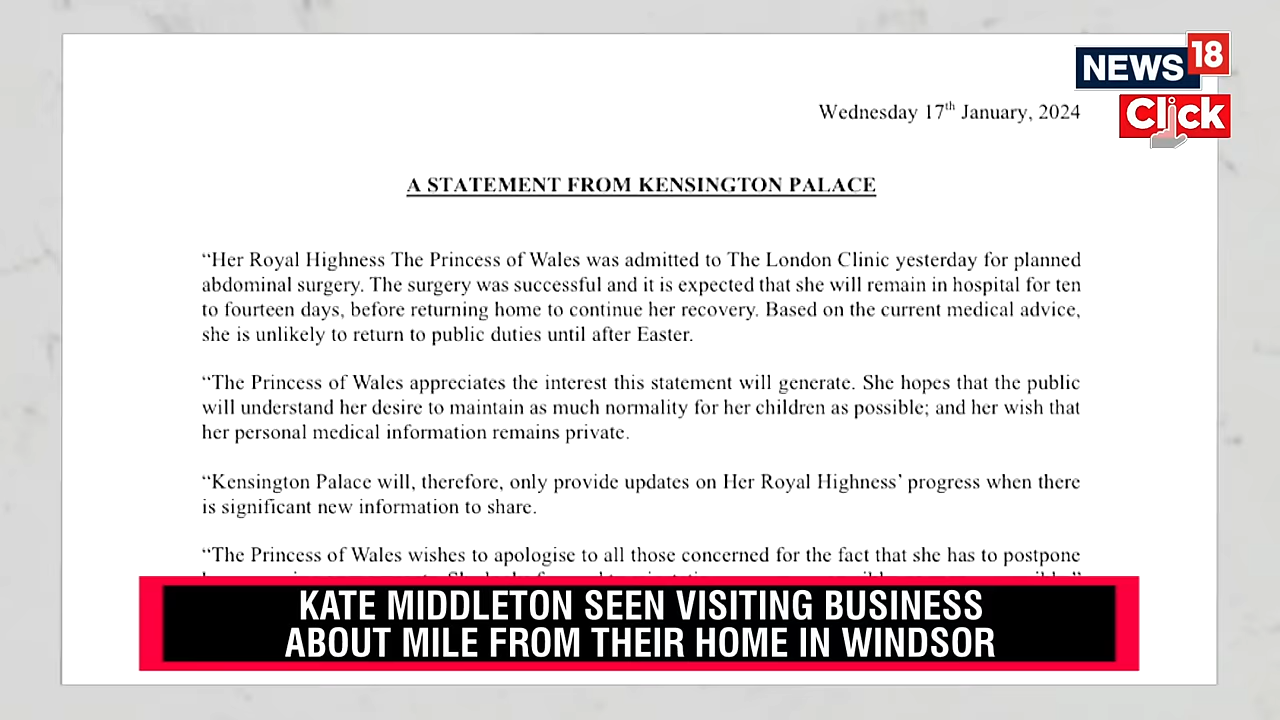 NEWS 18
Click
Wednesday 17th January, 2024
A STATEMENT FROM KENSINGTON PALACE
“Her Royal Highness The Princess of Wales was admitted to The London Clinic yesterday for planned
abdominal surgery. The surgery was successful and it is expected that she will remain in hospital for ten
to fourteen days, before returning home to continue her recovery. Based on the current medical advice,
she is unlikely to return to public duties until after Easter.
“The Princess of Wales appreciates the interest this statement will generate. She hopes that the public
will understand her desire to maintain as much normality for her children as possible; and her wish that
her personal medical information remains private.
“Kensington Palace will, therefore, only provide updates on Her Royal Highness’ progress when there
is significant new information to share.
“The Princess of Wales wishes to apologise to all those concerned for the fact that she has to postpone
KATE MIDDLETON SEEN VISITING BUSINESS
ABOUT MILE FROM THEIR HOME IN WINDSOR